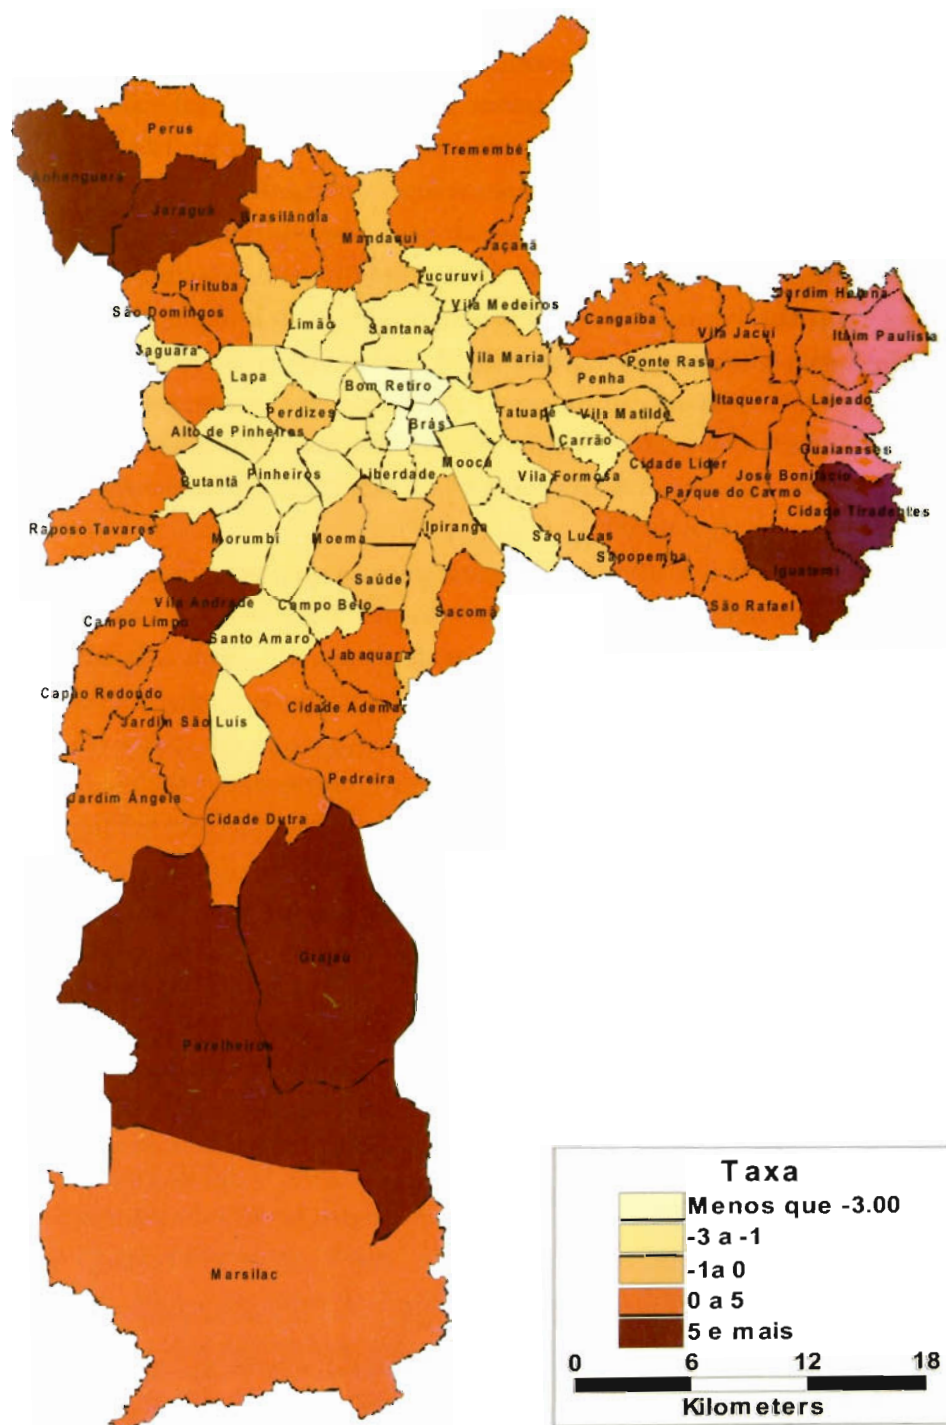 Perus
Tremembé
Anhanguera
Jaraguá
Brasilândia
Mandaqui
Jaçanã
Tucuruvi
Pirituba
São Domingos
Vila Medeiros
Limão
Santana
Cangaiba
Jardim Helena
Vila Jacuí
Itaim Paulista
Jaguara
Vila Maria
Ponte Rasa
Lapa
Bom Retiro
Penha
Itaquera
Lajeado
Perdizes
Tatuapé
Vila Matilde
Alto de Pinheiros
Brás
Carrão
Guaianases
Mooca
Cidade Líder
Butantã
Pinheiros
Liberdade
Vila Formosa
José Bonifácio
Parque do Carmo
Cidade Tiradentes
Raposo Tavares
Morumbi
Moema
Ipiranga
São Lucas
Sapopemba
Iguatemi
Saúde
Vila Andrade
Campo Belo
Sacomã
São Rafael
Campo Limpo
Santo Amaro
Jabaquara
Capão Redondo
Jardim São Luís
Cidade Ademar
Pedreira
Jardim Ângela
Cidade Dutra
Grajaú
Parelheiros
Marsilac
Taxa
Menos que -3.00
-3 a -1
-1a 0
0 a 5
5 e mais
0 6 12 18
Kilometers